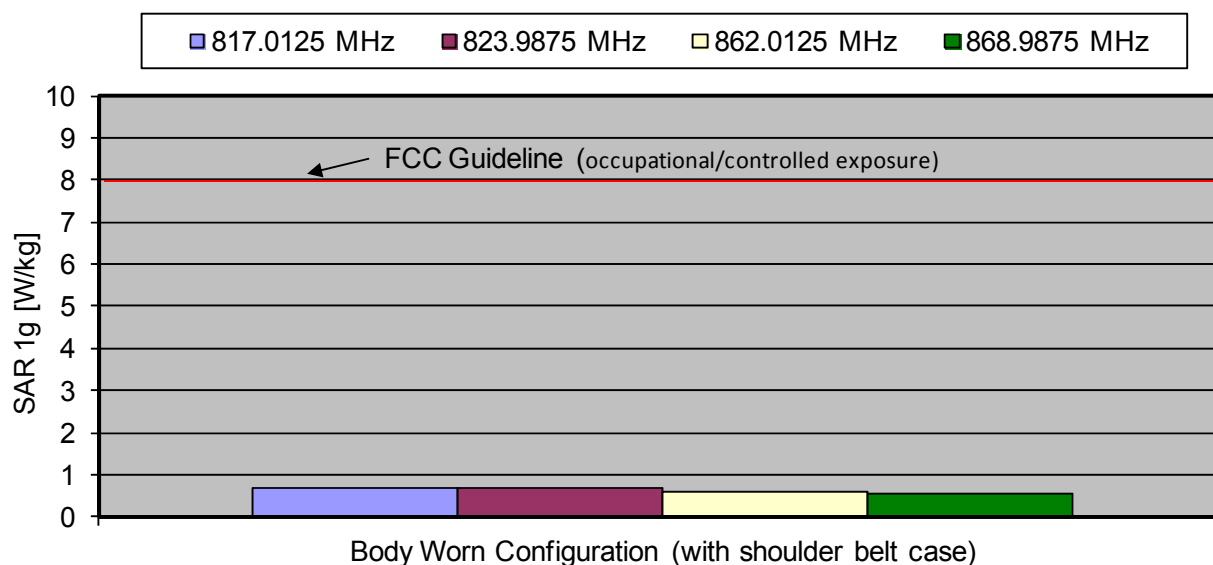 817.0125 MHz 823.9875 MHz 862.0125 MHz 868.9875 MHz
10
9
FCC Guideline (occupational/controlled exposure)
8
7
6
5
4
3
2
1
0
SAR 1g [W/kg]
Body Worn Configuration (with shoulder belt case)